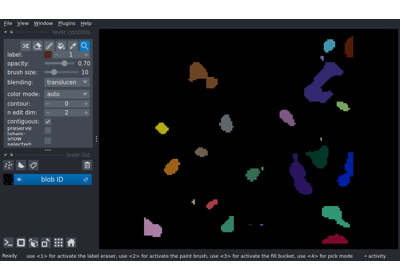 File View Window Plugins Help
layer controls
label: 1
opacity: 0.70
brush size: 10
blending: translucen
color mode: auto
contour: 0
n edit dim: 2
contiguous:
preserve labels:
show selected:
layer list
blob ID
Ready use <1> for activate the label eraser, use <2> for activate the paint brush, use <3> for activate the fill bucket, use <4> for pick mode activity